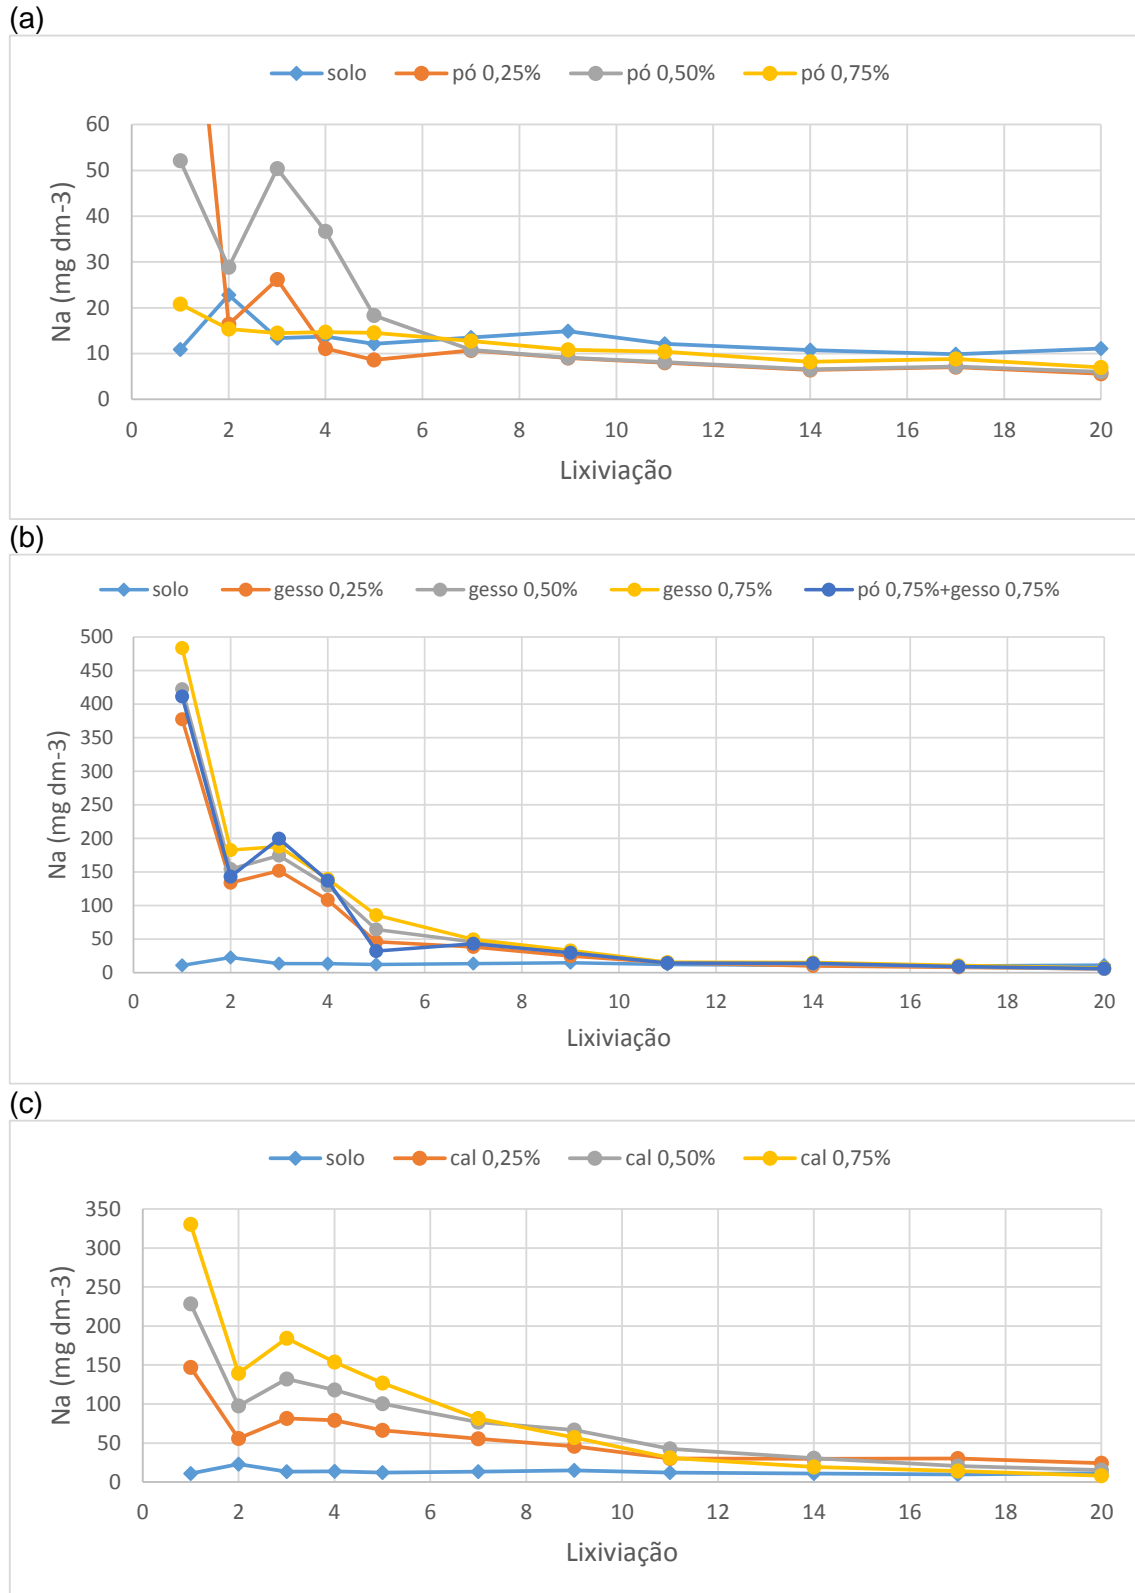 (a)
solo pó 0,25% pó 0,50% pó 0,75%
60
50
40
30
20
10
0
Na (mg dm-3)
0 2 4 6 8 10 12 14 16 18 20
Lixiviação
(b)
solo gesso 0,25% gesso 0,50% gesso 0,75% pó 0,75%+gesso 0,75%
500
450
400
350
300
250
200
150
100
50
0
Na (mg dm-3)
0 2 4 6 8 10 12 14 16 18 20
Lixiviação
(c)
solo cal 0,25% cal 0,50% cal 0,75%
350
300
250
200
150
100
50
0
Na (mg dm-3)
0 2 4 6 8 10 12 14 16 18 20
Lixiviação